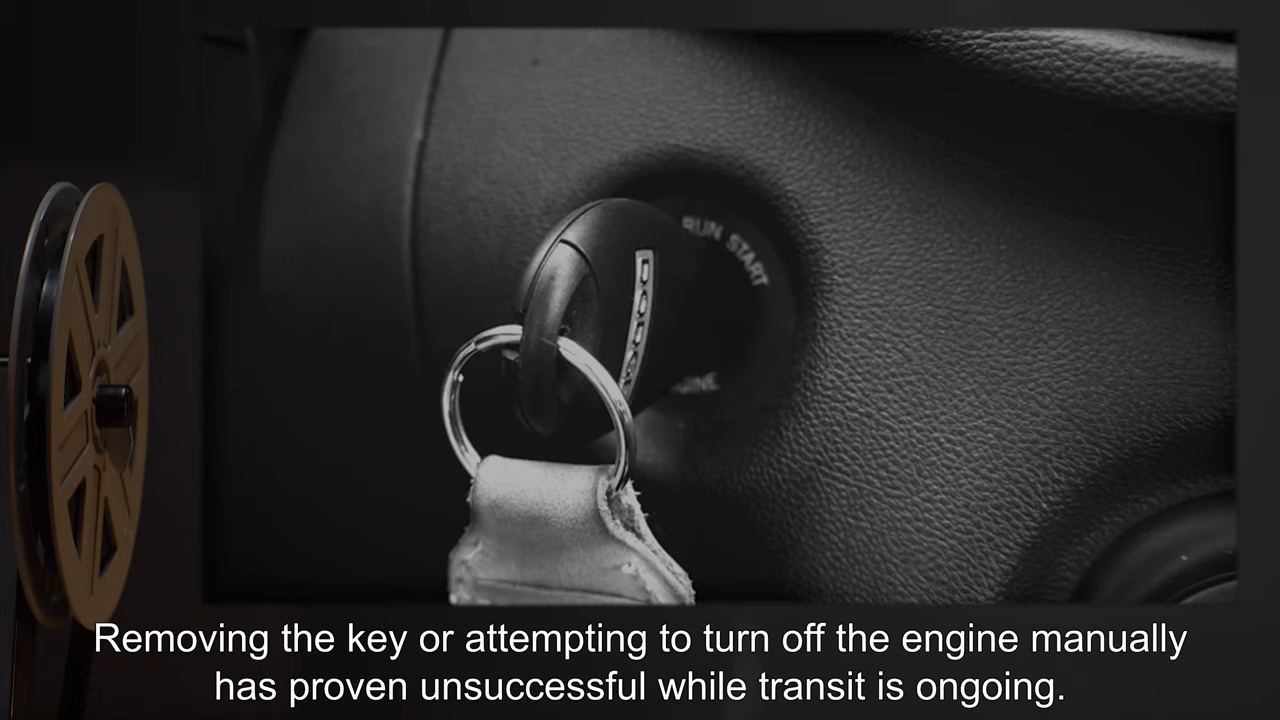 RUN START
Removing the key or attempting to turn off the engine manually
has proven unsuccessful while transit is ongoing.